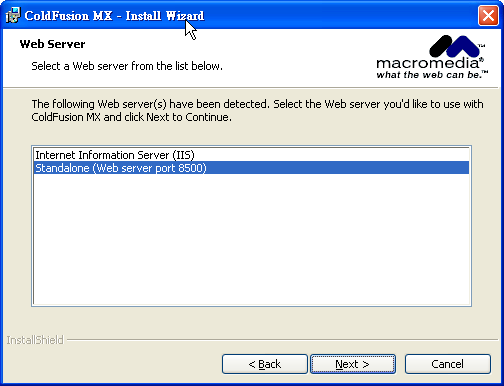 ColdFusion MX - Install Wizard
Web Server
Select a Web server from the list below.
macromedia®
what the web can be.™
The following Web server(s) have been detected. Select the Web server you'd like to use with
ColdFusion MX and click Next to Continue.
Internet Information Server (IIS)
Standalone (Web server port 8500)
InstallShield
< Back
Next >
Cancel